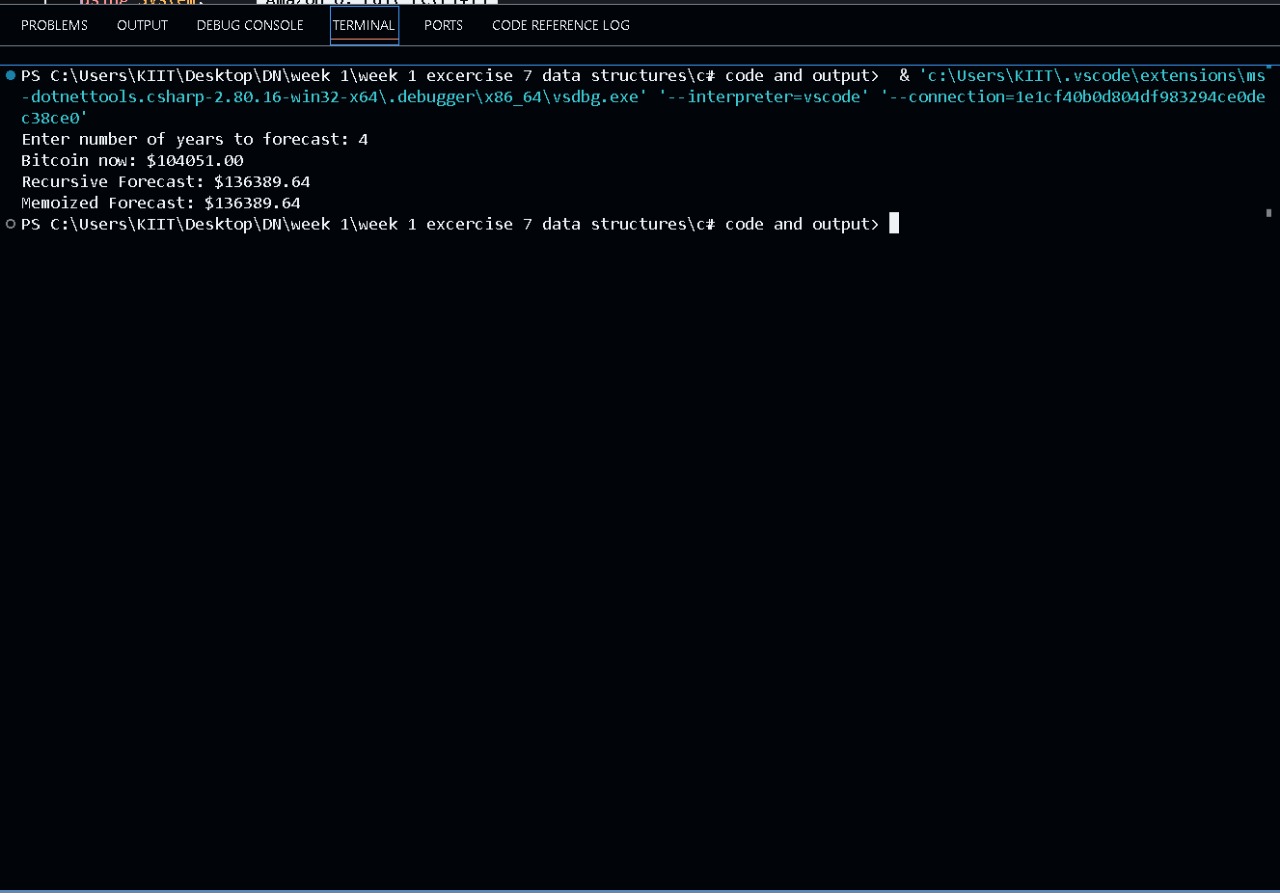 PROBLEMS OUTPUT DEBUG CONSOLE TERMINAL PORTS CODE REFERENCE LOG
PS C:\Users\KIIT\Desktop\DN\week 1\week 1 excercise 7 data structures\c# code and output>  & 'c:\Users\KIIT\.vscode\extensions\ms
-dotnettools.csharp-2.80.16-win32-x64\.debugger\x86_64\vsdbg.exe' '--interpreter=vscode' '--connection=1e1cf40b0d804df983294ce0de
c38ce0'
Enter number of years to forecast: 4
Bitcoin now: $104051.00
Recursive Forecast: $136389.64
Memoized Forecast: $136389.64
PS C:\Users\KIIT\Desktop\DN\week 1\week 1 excercise 7 data structures\c# code and output>